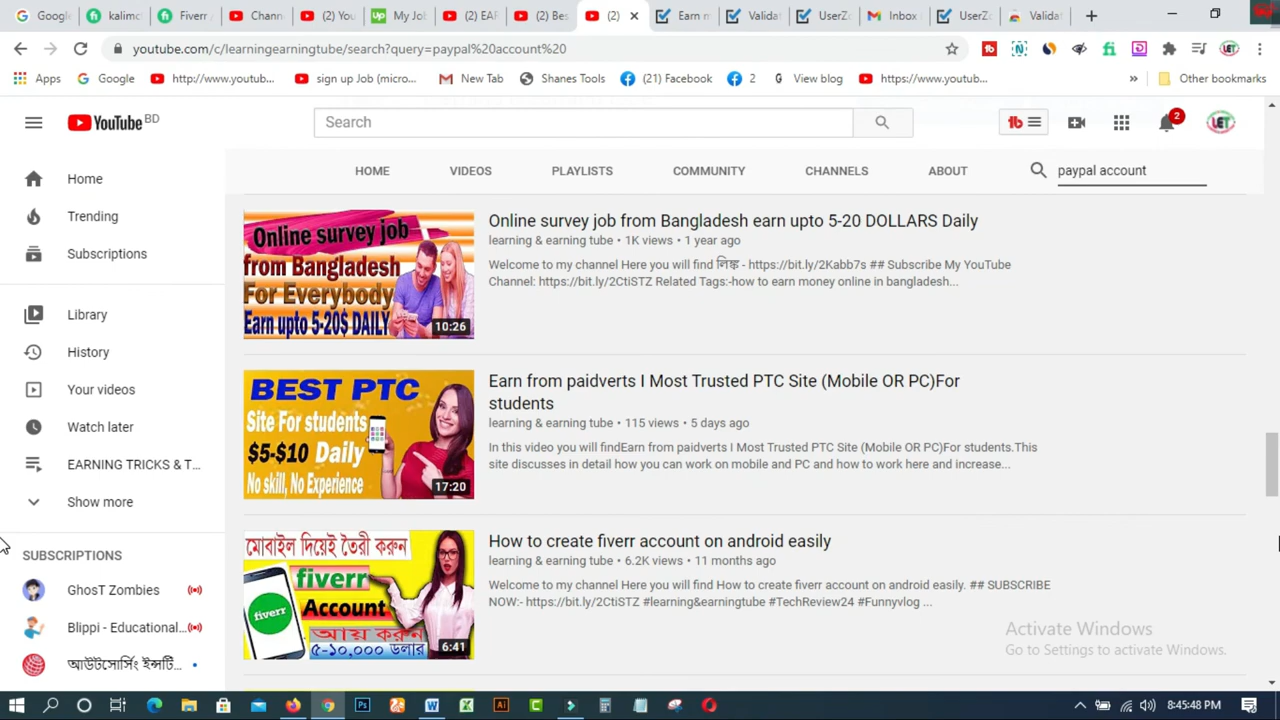 Google
kalimc
Fiverr
Chann
(2) You
Up
My Job
(2) EAR
(2) Bes
(2)
Earn m
Valida
UserZ
Inbox
UserZ
Valida
youtube.com/c/learningearningtube/search?query=paypal%20account%20
Apps
Google
http://www.youtub...
sign up Job (micro...
New Tab
Shanes Tools
(21) Facebook
2
View blog
https://www.youtub...
»
Other bookmarks
YouTube BD
Search
tb
2
LET
HOME
VIDEOS
PLAYLISTS
COMMUNITY
CHANNELS
ABOUT
paypal account
Home
Trending
Subscriptions
Library
History
Your videos
Watch later
EARNING TRICKS & T...
Show more
SUBSCRIPTIONS
GhosT Zombies
Blippi - Educational...
আউটসোর্সিং ইন্সটি...
Online survey job
from Bangladesh
For Everybody
Earn upto 5-20$ DAILY
10:26
Online survey job from Bangladesh earn upto 5-20 DOLLARS Daily
learning & earning tube • 1K views • 1 year ago
Welcome to my channel Here you will find লিঙ্ক - https://bit.ly/2Kabb7s ## Subscribe My YouTube
Channel: https://bit.ly/2CtiSTZ Related Tags:-how to earn money online in bangladesh...
BEST PTC
Site For students
$5-$10 Daily
No skill, No Experience
17:20
Earn from paidverts I Most Trusted PTC Site (Mobile OR PC)For
students
learning & earning tube • 115 views • 5 days ago
In this video you will findEarn from paidverts I Most Trusted PTC Site (Mobile OR PC)For students.This
site discusses in detail how you can work on mobile and PC and how to work here and increase...
মোবাইল দিয়েই তৈরী করুন
fiverr
Account
fiverr
আয় করুন
৫-১০,০০০ ডলার
6:41
How to create fiverr account on android easily
learning & earning tube • 6.2K views • 11 months ago
Welcome to my channel Here you will find How to create fiverr account on android easily. ## SUBSCRIBE
NOW:- https://bit.ly/2CtiSTZ #learning&earningtube #TechReview24 #Funnyvlog ...
Activate Windows
Go to Settings to activate Windows.
8:45:48 PM